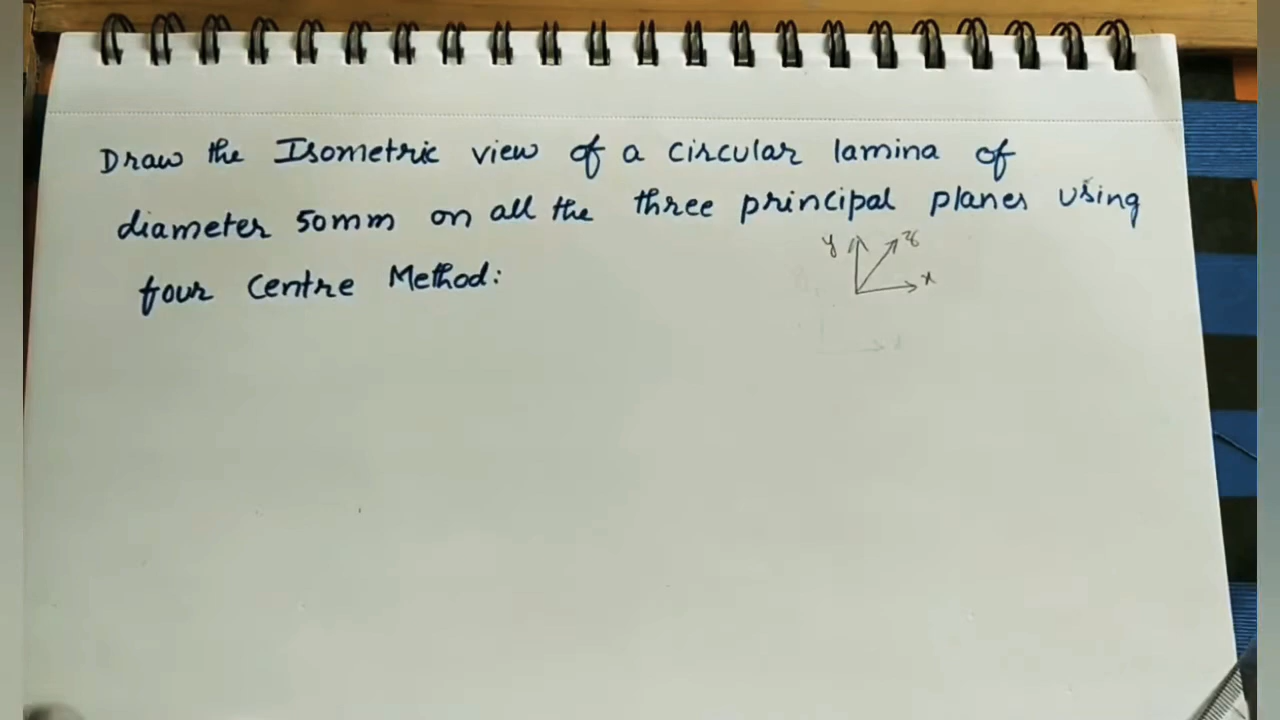 Draw the Isometric view of a circular lamina of
diameter 50mm on all the three principal planes using
four Centre Method:
y z
x